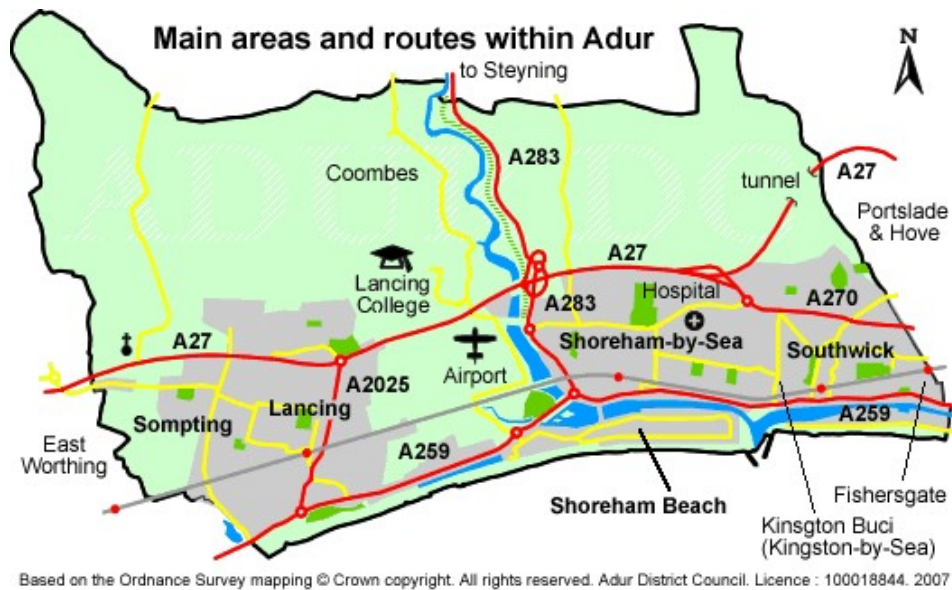 Main areas and routes within Adur
to Steyning
N
A283
Coombes
ADUR DC
tunnel
A27
Portslade
& Hove
A27
Lancing
College
Hospital
A283
A270
Shoreham-by-Sea
A27
Airport
Southwick
A2025
Lancing
Sompting
A259
A259
East
Worthing
Shoreham Beach
Fishersgate
Kinsgton Buci
(Kingston-by-Sea)
Based on the Ordnance Survey mapping © Crown copyright. All rights reserved. Adur District Council. Licence : 100018844. 2007